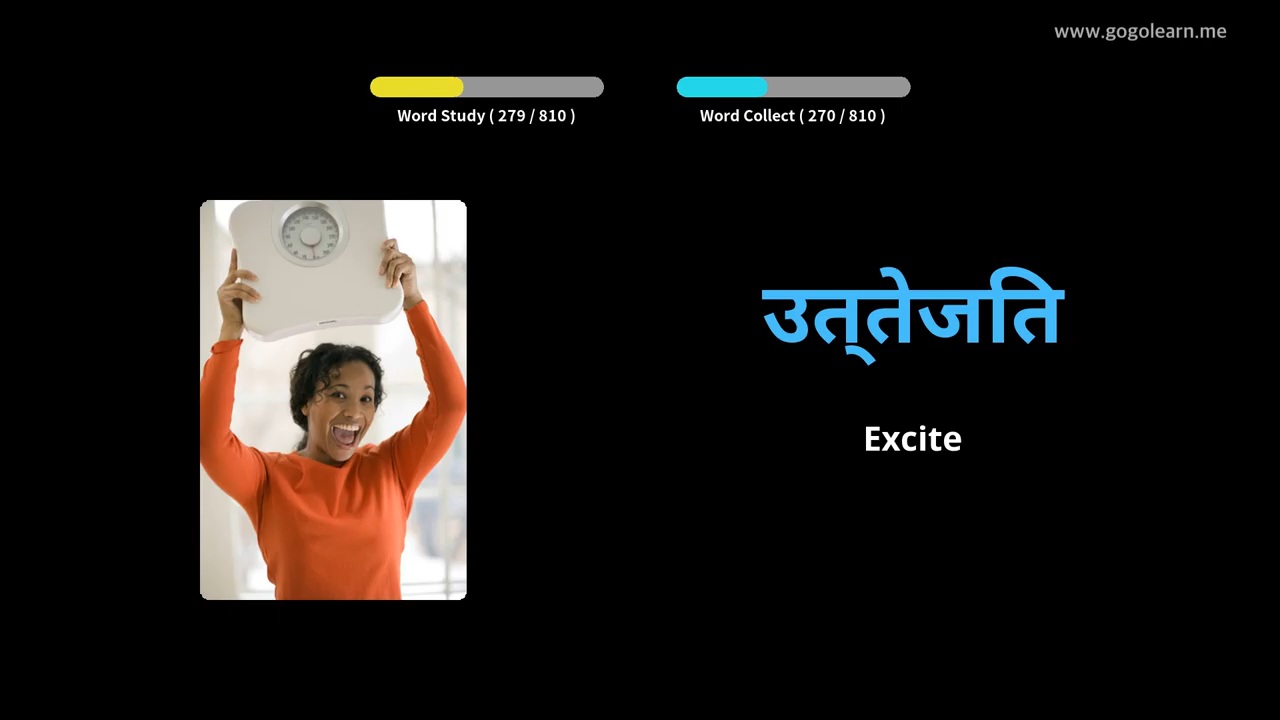 www.gogolearn.me
Word Study ( 279 / 810 )
Word Collect ( 270 / 810 )
उत्तेजति
Excite